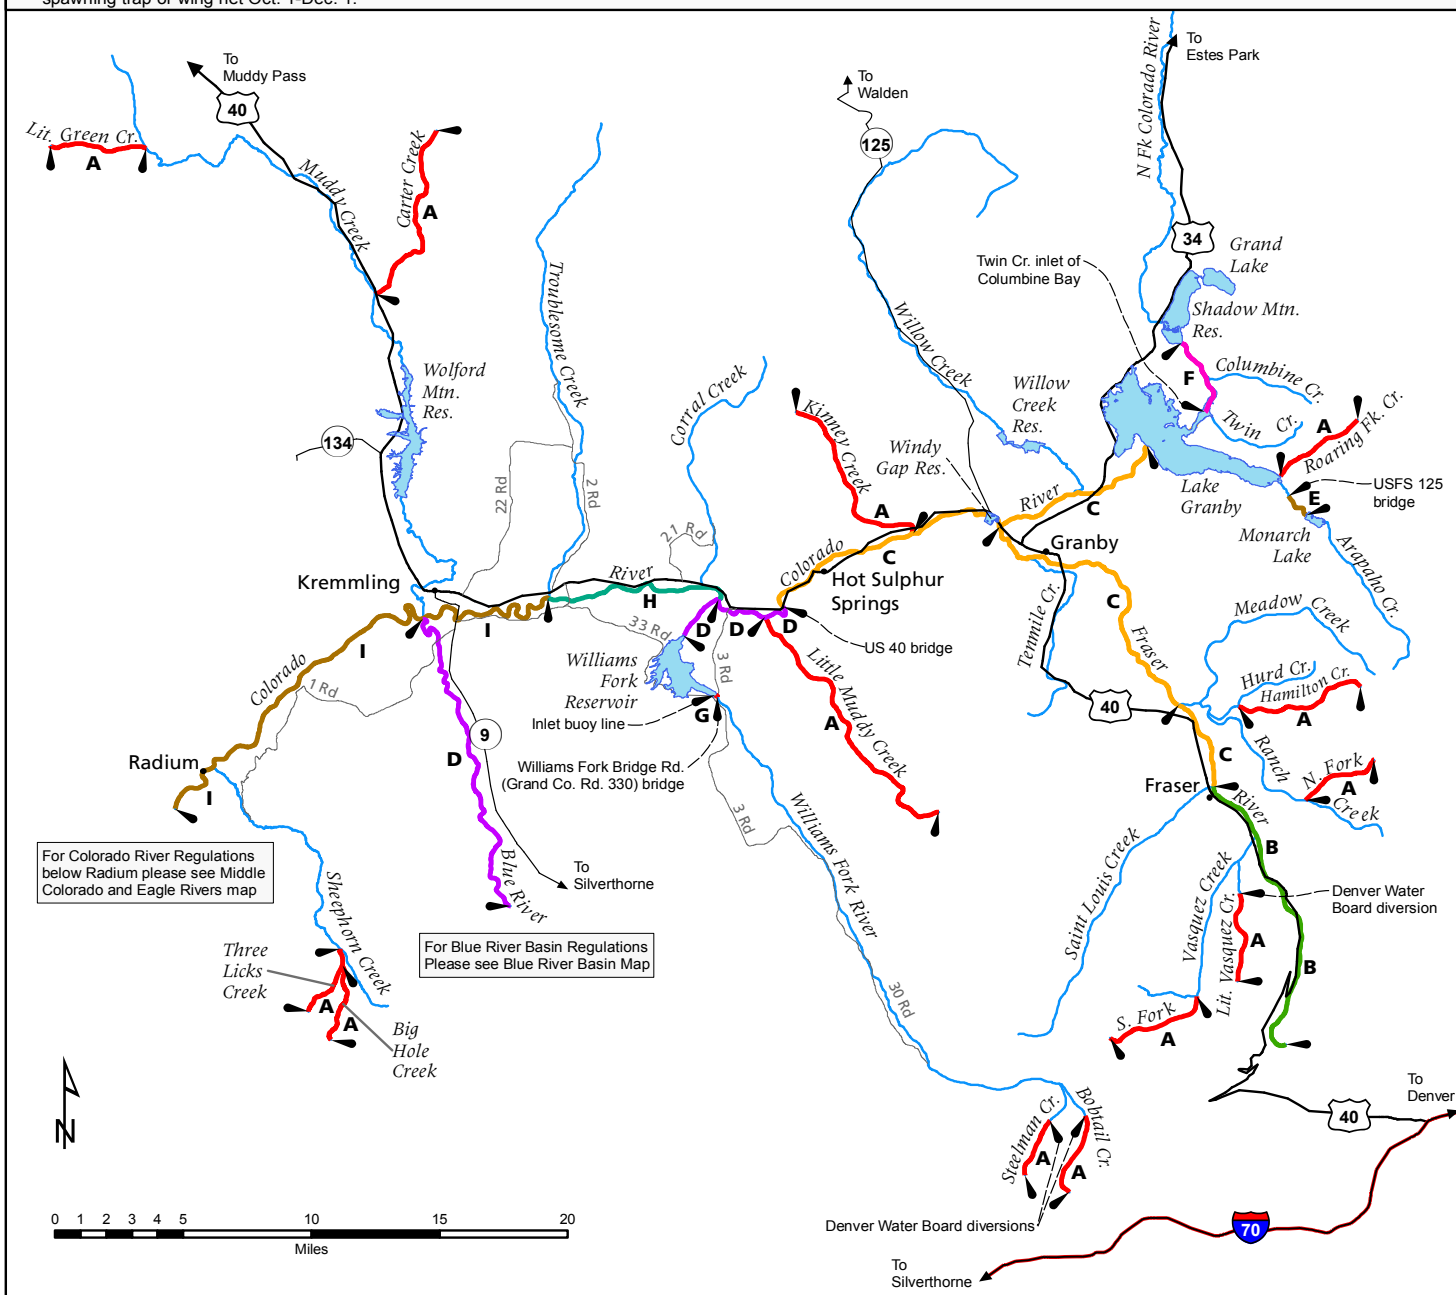 spawning trap or wing net Oct. 1-Dec. 1.
To
Muddy Pass
40
Lit. Green Cr.
A
Muddy Creek
Carter Creek
A
Troublesome Creek
Wolford
Mtn.
Res.
134
22 Rd
2 Rd
21 Rd
Corral Creek
To
Walden
125
Willow Creek
Willow
Creek
Res.
Windy
Gap Res.
N Fk Colorado River
To
Estes Park
34
Grand
Lake
Shadow Mtn.
Res.
Twin Cr. inlet of
Columbine Bay
F
Columbine Cr.
Twin Cr.
A
Roaring Fk. Cr.
USFS 125
bridge
E
Lake
Granby
Monarch
Lake
Arapaho Cr.
Kinney Creek
A
River
C
Granby
Colorado
C
Hot Sulphur
Springs
Kremmling
River
H
I
I
Colorado
1 Rd
33 Rd
D
D
D
US 40 bridge
3 Rd
Williams
Fork
Reservoir
Inlet buoy line
G
Williams Fork Bridge Rd.
(Grand Co. Rd. 330) bridge
Little Muddy Creek
A
Tenmile Cr.
C
Fraser
Meadow Creek
Hurd Cr.
Hamilton Cr.
A
40
Ranch
Creek
N. Fork
A
C
Fraser
River
B
Radium
I
9
D
Blue River
To
Silverthorne
3 Rd
Williams Fork River
30 Rd
Saint Louis Creek
Vasquez Creek
Lit. Vasquez Cr.
A
Denver Water
Board diversion
B
S. Fork
A
For Colorado River Regulations
below Radium please see Middle
Colorado and Eagle Rivers map
For Blue River Basin Regulations
Please see Blue River Basin Map
Sheephorn Creek
Three
Licks
Creek
A
A
Big
Hole
Creek
N
0 1 2 3 4 5 10 15 20
Miles
Steelman Cr.
A
Bobtail Cr.
A
Denver Water Board diversions
40
To
Denver
70
To
Silverthorne